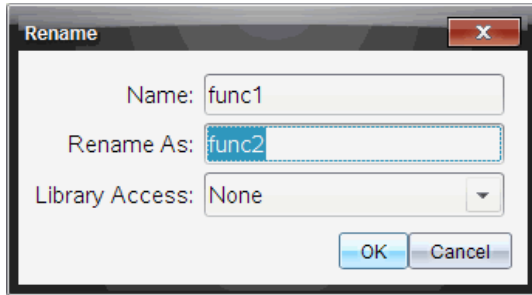 Rename
Name: func1
Rename As: func2
Library Access: None
OK Cancel